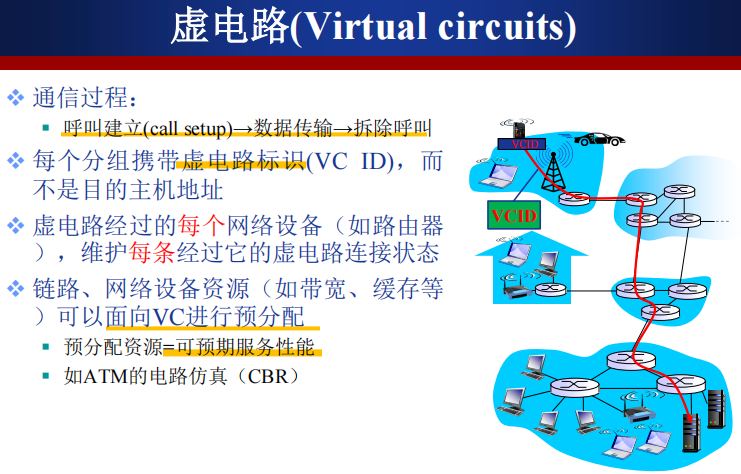 虚电路(Virtual circuits)
通信过程：
呼叫建立(call setup)→数据传输→拆除呼叫
每个分组携带虚电路标识(VC ID)，而
不是目的主机地址
虚电路经过的每个网络设备（如路由器
），维护每条经过它的虚电路连接状态
链路、网络设备资源（如带宽、缓存等
）可以面向VC进行预分配
预分配资源=可预期服务性能
如ATM的电路仿真（CBR）
VCID
VCID